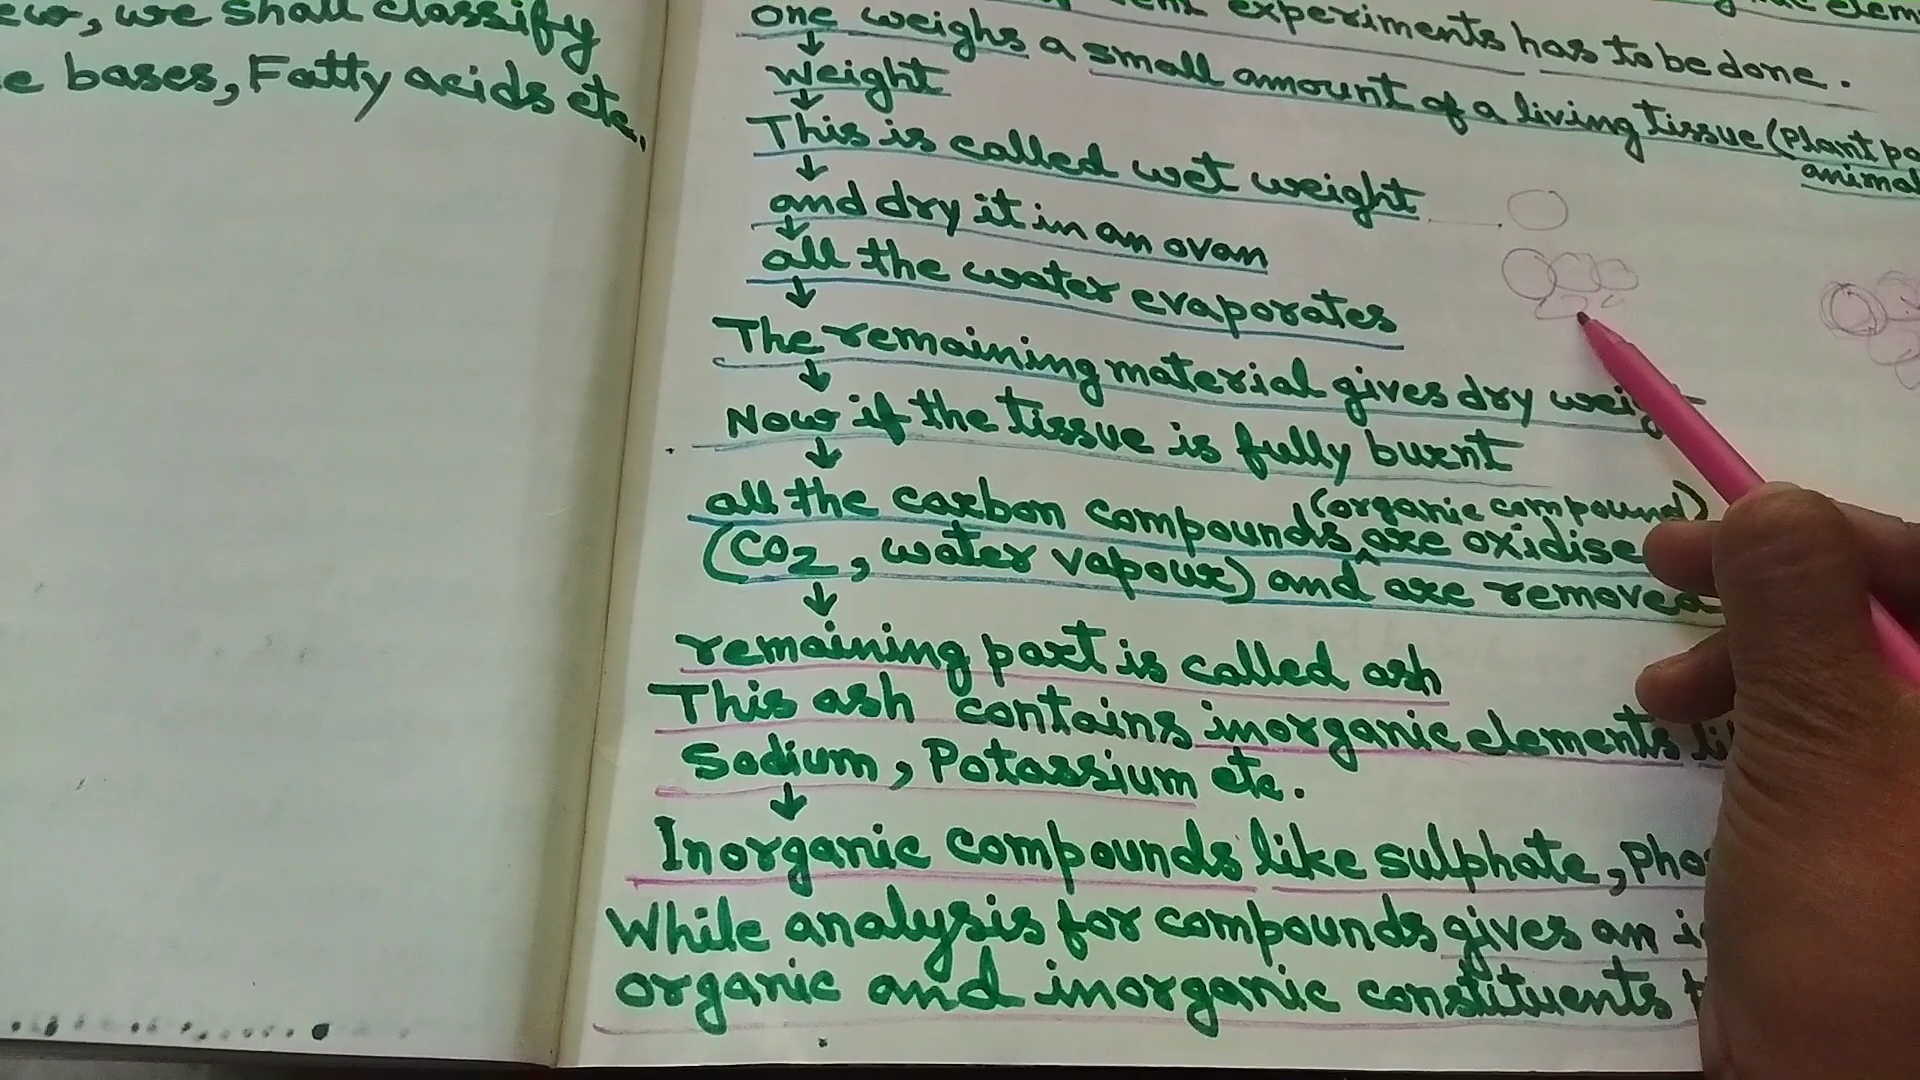 we shall classify
e bases, Fatty acids etc.
experiments has to be done.
one weighs a small amount of a living tissue (Plant
animal
weight
This is called wet weight
and dry it in an ovan
all the water evaporates
The remaining material gives dry weig
Now if the tissue is fully burnt
all the carbon compounds (organic compound) are oxidise
(CO2, water vapour) and are removed
remaining part is called ash
This ash contains inorganic elements li
Sodium, Potassium etc.
Inorganic compounds like sulphate, Pho
While analysis for compounds gives an i
organic and inorganic constituents